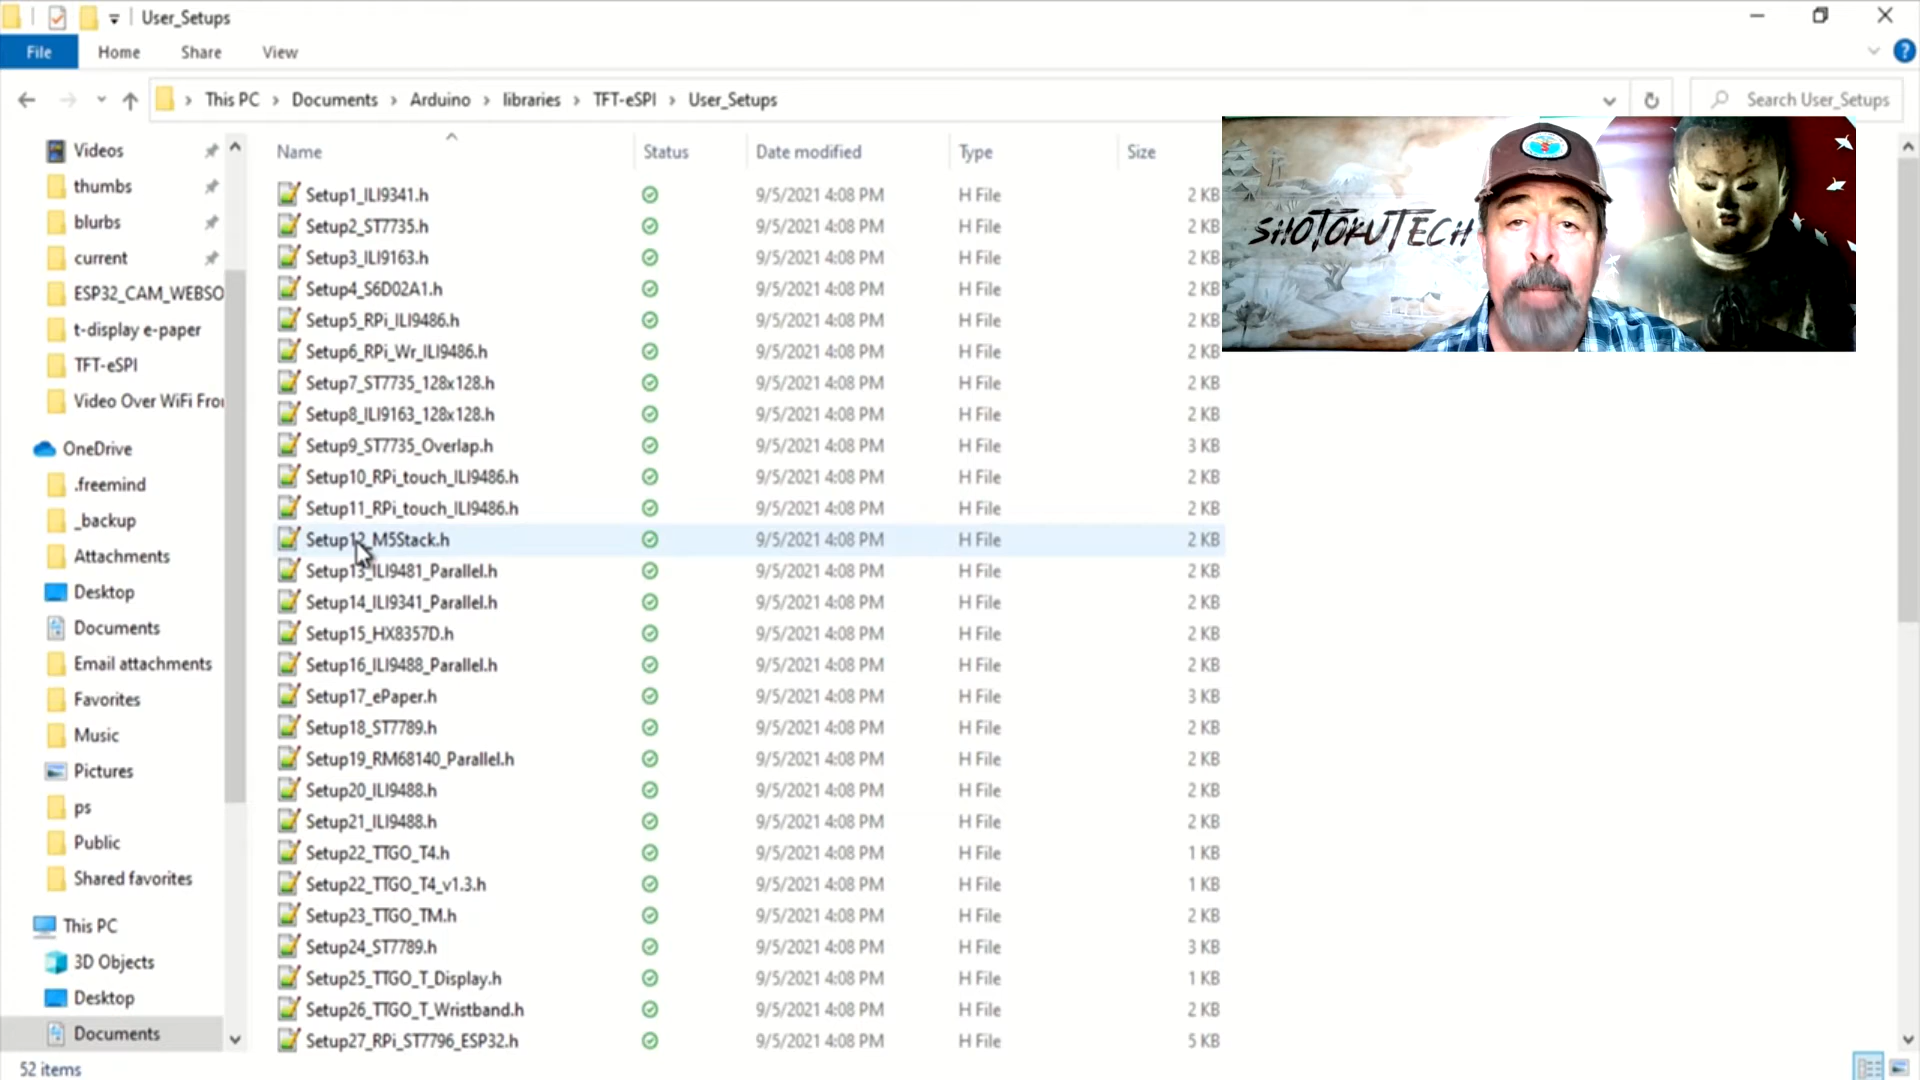 User_Setups
File Home Share View
This PC > Documents > Arduino > libraries > TFT-eSPI > User_Setups
Search User_Setups
Videos
thumbs
blurbs
current
ESP32_CAM_WEBSO
t-display e-paper
TFT-eSPI
Video Over WiFi Fro
OneDrive
.freemind
_backup
Attachments
Desktop
Documents
Email attachments
Favorites
Music
Pictures
ps
Public
Shared favorites
This PC
3D Objects
Desktop
Documents
Name Status Date modified Type Size
Setup1_ILI9341.h 9/5/2021 4:08 PM H File 2 KB
Setup2_ST7735.h 9/5/2021 4:08 PM H File 2 KB
Setup3_ILI9163.h 9/5/2021 4:08 PM H File 2 KB
Setup4_S6D02A1.h 9/5/2021 4:08 PM H File 2 KB
Setup5_RPi_ILI9486.h 9/5/2021 4:08 PM H File 2 KB
Setup6_RPi_Wr_ILI9486.h 9/5/2021 4:08 PM H File 2 KB
Setup7_ST7735_128x128.h 9/5/2021 4:08 PM H File 2 KB
Setup8_ILI9163_128x128.h 9/5/2021 4:08 PM H File 2 KB
Setup9_ST7735_Overlap.h 9/5/2021 4:08 PM H File 3 KB
Setup10_RPi_touch_ILI9486.h 9/5/2021 4:08 PM H File 2 KB
Setup11_RPi_touch_ILI9486.h 9/5/2021 4:08 PM H File 2 KB
Setup12_M5Stack.h 9/5/2021 4:08 PM H File 2 KB
Setup13_ILI9481_Parallel.h 9/5/2021 4:08 PM H File 2 KB
Setup14_ILI9341_Parallel.h 9/5/2021 4:08 PM H File 2 KB
Setup15_HX8357D.h 9/5/2021 4:08 PM H File 2 KB
Setup16_ILI9488_Parallel.h 9/5/2021 4:08 PM H File 2 KB
Setup17_ePaper.h 9/5/2021 4:08 PM H File 3 KB
Setup18_ST7789.h 9/5/2021 4:08 PM H File 2 KB
Setup19_RM68140_Parallel.h 9/5/2021 4:08 PM H File 2 KB
Setup20_ILI9488.h 9/5/2021 4:08 PM H File 2 KB
Setup21_ILI9488.h 9/5/2021 4:08 PM H File 2 KB
Setup22_TTGO_T4.h 9/5/2021 4:08 PM H File 1 KB
Setup22_TTGO_T4_v1.3.h 9/5/2021 4:08 PM H File 1 KB
Setup23_TTGO_TM.h 9/5/2021 4:08 PM H File 2 KB
Setup24_ST7789.h 9/5/2021 4:08 PM H File 3 KB
Setup25_TTGO_T_Display.h 9/5/2021 4:08 PM H File 1 KB
Setup26_TTGO_T_Wristband.h 9/5/2021 4:08 PM H File 2 KB
Setup27_RPi_ST7796_ESP32.h 9/5/2021 4:08 PM H File 5 KB
SHOTOKUTECH
52 items